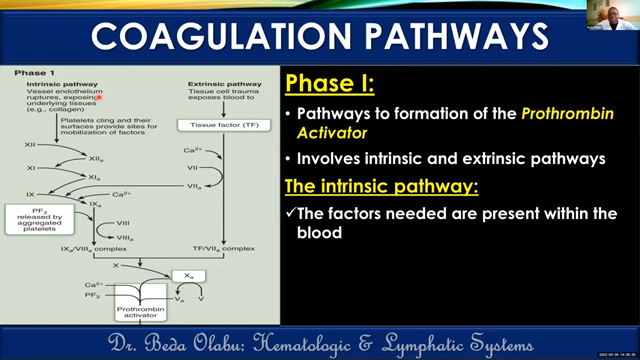 COAGULATION PATHWAYS
Phase 1
Intrinsic pathway
Vessel endothelium
ruptures, exposing
underlying tissues
(e.g., collagen)
Extrinsic pathway
Tissue cell trauma
exposes blood to
Platelets cling and their
surfaces provide sites for
mobilization of factors
Tissue factor (TF)
XII
Ca2+
XIIa
VII
XI
XIa
VIIa
IX
Ca2+
IXa
PF3
released by
aggregated
platelets
VIII
VIIIa
IXa/VIIIa complex
TF/VIIa complex
X
Xa
Ca2+
PF3
Va
V
Prothrombin
activator
Phase I:
• Pathways to formation of the Prothrombin
Activator
• Involves intrinsic and extrinsic pathways
The intrinsic pathway:
✓The factors needed are present within the
blood
Dr. Beda Olabu: Hematologic & Lymphatic Systems